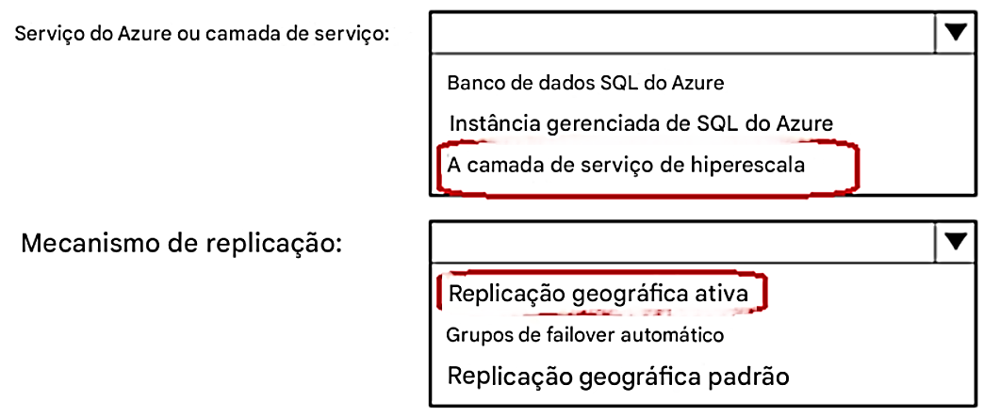 Serviço do Azure ou camada de serviço:
Banco de dados SQL do Azure
Instância gerenciada de SQL do Azure
A camada de serviço de hiperescala
Mecanismo de replicação:
Replicação geográfica ativa
Grupos de failover automático
Replicação geográfica padrão